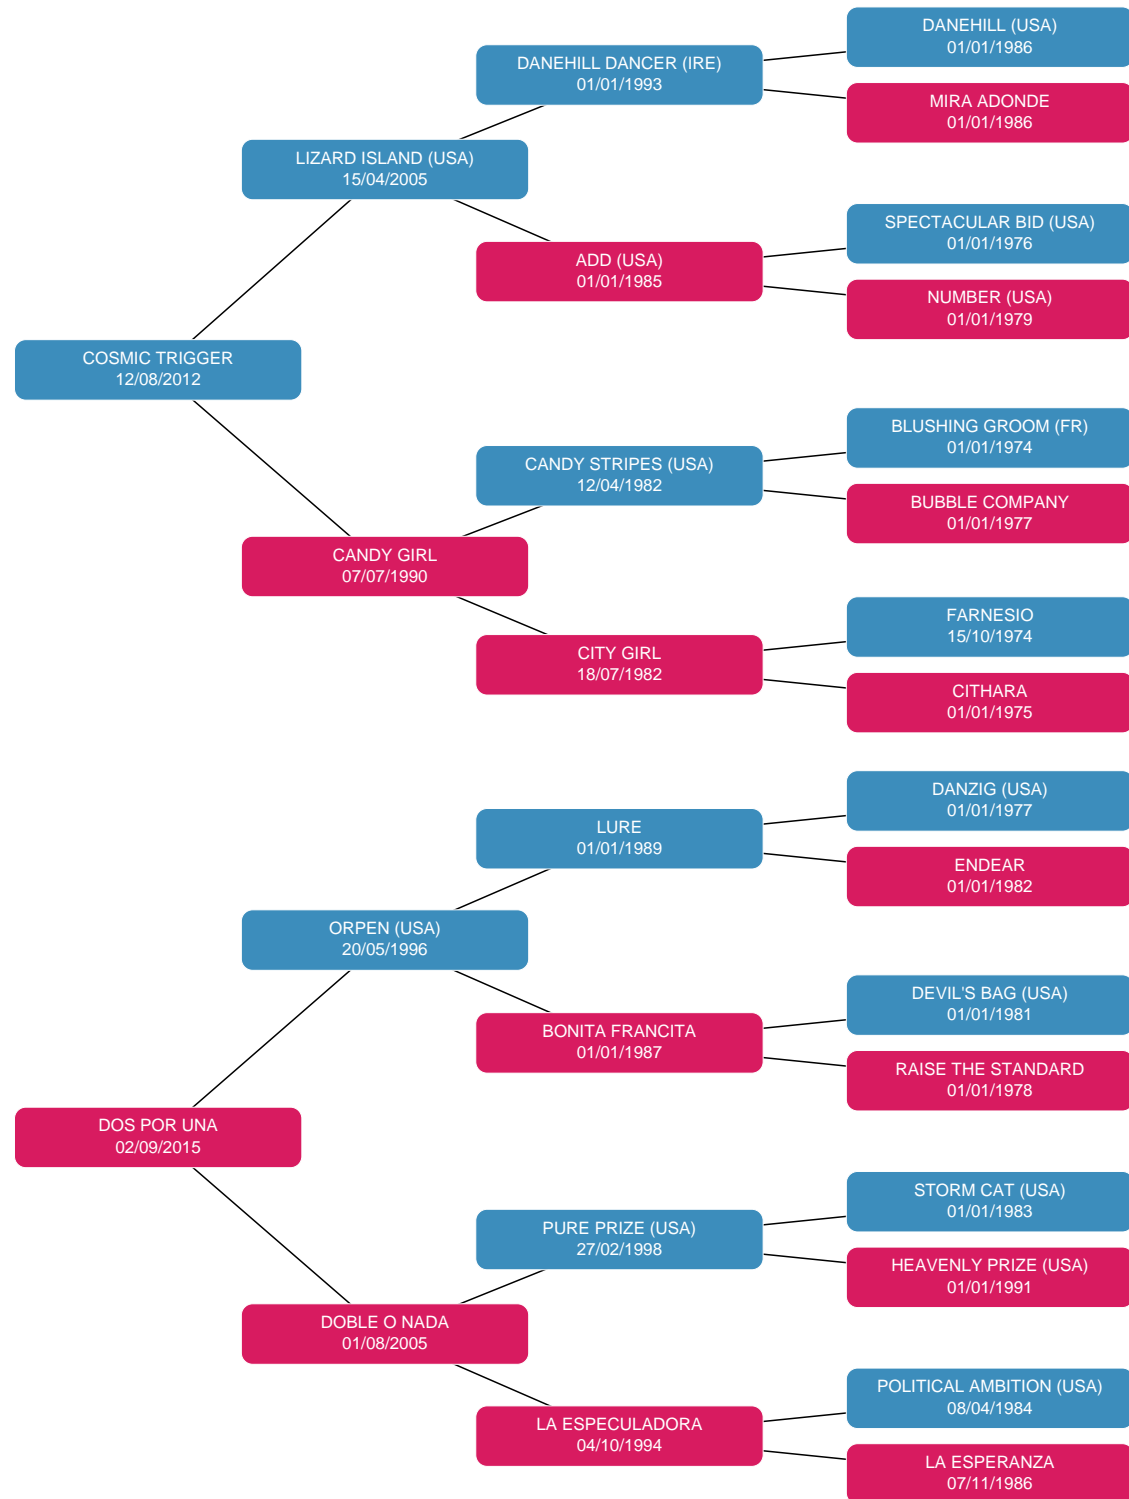 DANEHILL (USA)
01/01/1986
DANEHILL DANCER (IRE)
01/01/1993
MIRA ADONDE
01/01/1986
LIZARD ISLAND (USA)
15/04/2005
SPECTACULAR BID (USA)
01/01/1976
ADD (USA)
01/01/1985
NUMBER (USA)
01/01/1979
COSMIC TRIGGER
12/08/2012
BLUSHING GROOM (FR)
01/01/1974
CANDY STRIPES (USA)
12/04/1982
BUBBLE COMPANY
01/01/1977
CANDY GIRL
07/07/1990
FARNESIO
15/10/1974
CITY GIRL
18/07/1982
CITHARA
01/01/1975
DANZIG (USA)
01/01/1977
LURE
01/01/1989
ENDEAR
01/01/1982
ORPEN (USA)
20/05/1996
DEVIL'S BAG (USA)
01/01/1981
BONITA FRANCITA
01/01/1987
RAISE THE STANDARD
01/01/1978
DOS POR UNA
02/09/2015
STORM CAT (USA)
01/01/1983
PURE PRIZE (USA)
27/02/1998
HEAVENLY PRIZE (USA)
01/01/1991
DOBLE O NADA
01/08/2005
POLITICAL AMBITION (USA)
08/04/1984
LA ESPECULADORA
04/10/1994
LA ESPERANZA
07/11/1986